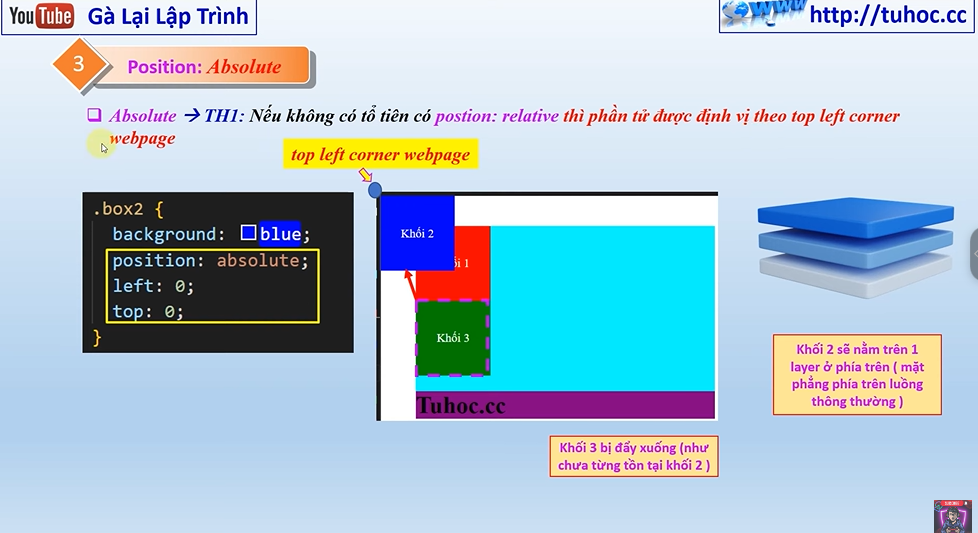 YouTube Gà Lại Lập Trình
WWW http://tuhoc.cc
3
Position: Absolute
Absolute → TH1: Nếu không có tổ tiên có postion: relative thì phần tử được định vị theo top left corner
webpage
top left corner webpage
.box2 {
background: blue;
position: absolute;
left: 0;
top: 0;
}
Khối 2
ối 1
Khối 3
Tuhoc.cc
Khối 2 sẽ nằm trên 1
layer ở phía trên ( mặt
phẳng phía trên luồng
thông thường )
Khối 3 bị đẩy xuống (như
chưa từng tồn tại khối 2 )